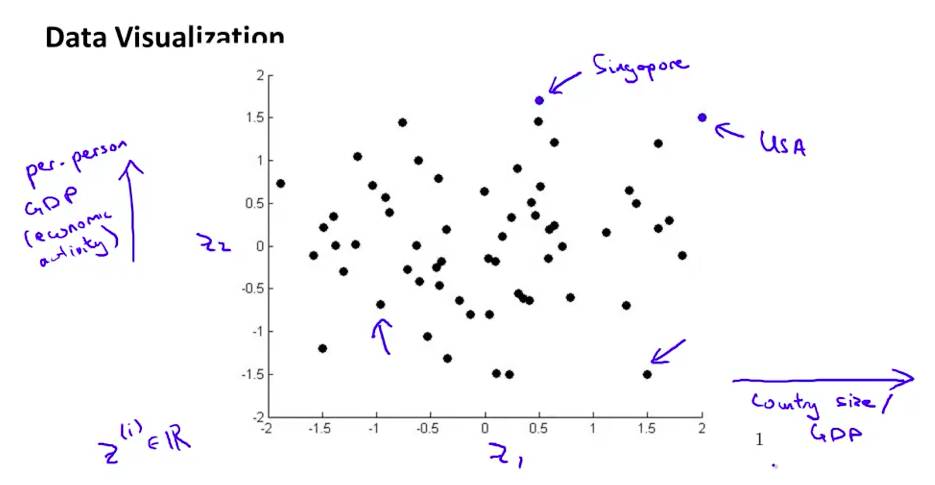 Data Visualization
Singapore
USA
per-person
GDP
(economic
activity)
2
1.5
1
0.5
0
-0.5
-1
-1.5
-2
z2
-2 -1.5 -1 -0.5 0 0.5 1 1.5 2
z1
z(i) ∈ ℝ
Country size/
GDP
1